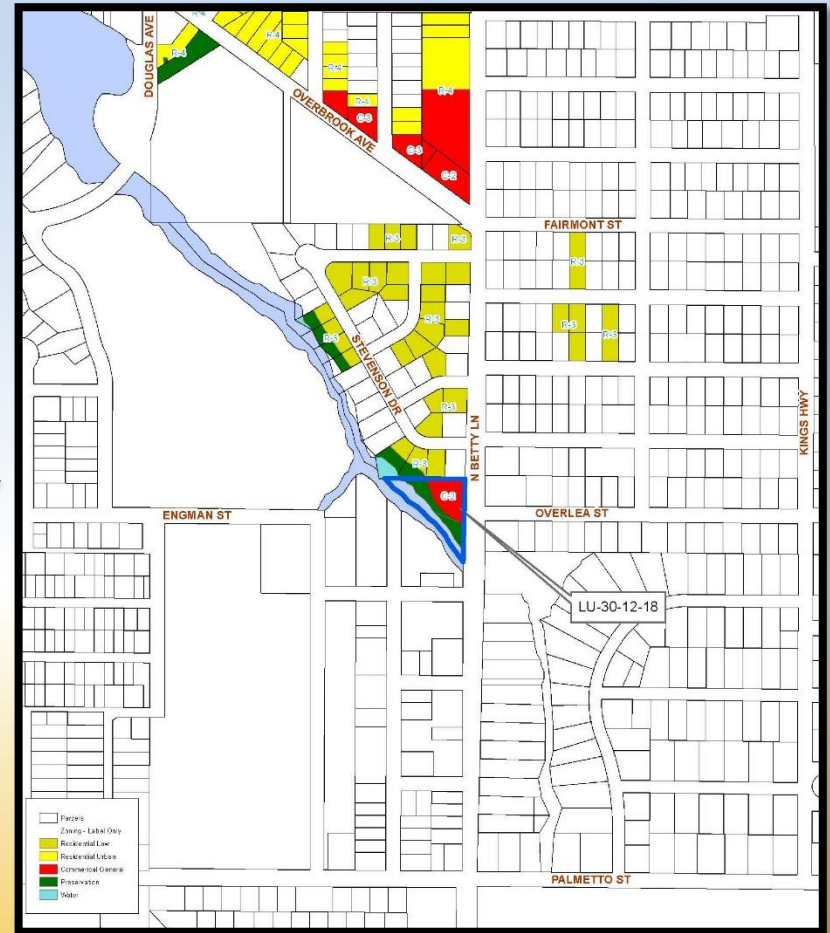 R-4
R-4
R-4
DOUGLAS AVE
R-4
R-4
R-4
OVERBROOK AVE
C-3
C-3
C-2
FAIRMONT ST
R-3
R-3
R-3
R-3
R-3
R-3
R-3
R-3
STEVENSON DR
R-3
N BETTY LN
KINGS HWY
R-3
C-2
ENGMAN ST
OVERLEA ST
LU-30-12-18
Parcels
Zoning - Label Only
Residential Low
Residential Urban
Commercial General
Preservation
Water
PALMETTO ST